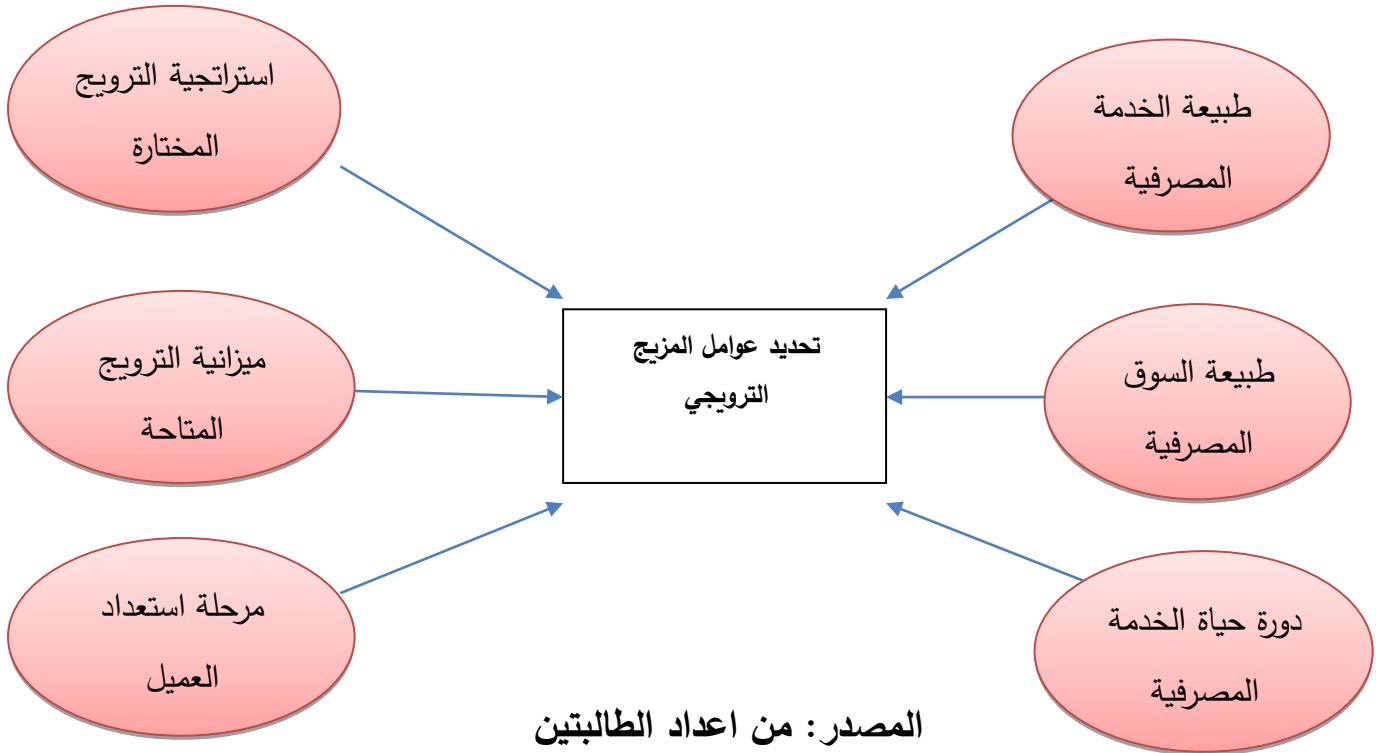 طبيعة الخدمة
المصرفية
استراتجية الترويج
المختارة
طبيعة السوق
المصرفية
تحديد عوامل المزيج
الترويجي
ميزانية الترويج
المتاحة
دورة حياة الخدمة
المصرفية
مرحلة استعداد
العميل
المصدر: من اعداد الطالبتين